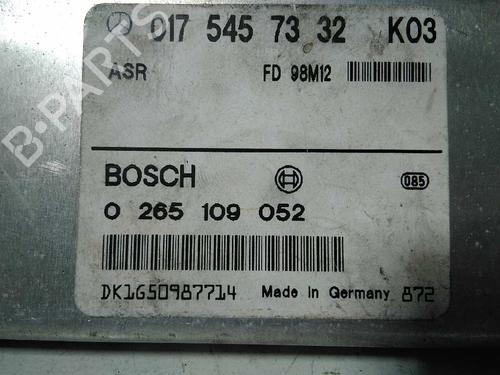 017 545 73 32 K03
ASR FD 98M12
BOSCH 085
0 265 109 052
DK1650987714 Made in Germany 872
B-PARTS